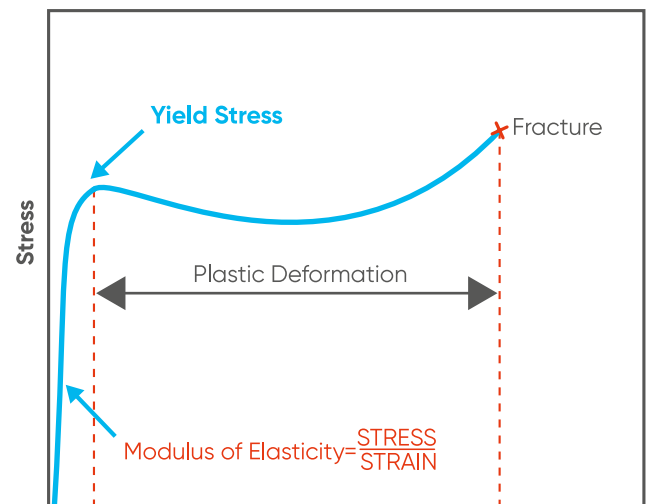 Yield Stress
Fracture
Stress
Plastic Deformation
Modulus of Elasticity=STRESS
STRAIN